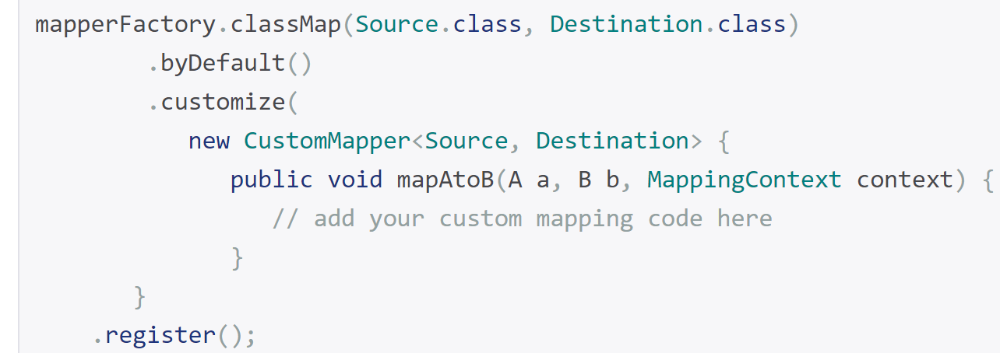 mapperFactory.classMap(Source.class, Destination.class)
.byDefault()
.customize(
new CustomMapper<Source, Destination> {
public void mapAtoB(A a, B b, MappingContext context) {
// add your custom mapping code here
}
}
.register();